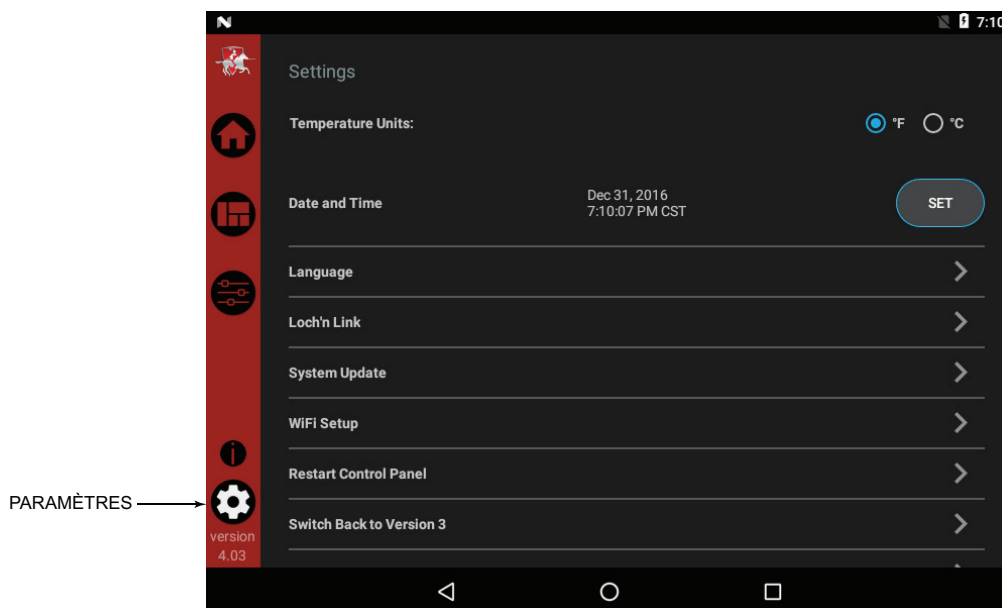 7:10
Settings
Temperature Units:
°F °C
Date and Time
Dec 31, 2016
7:10:07 PM CST
SET
Language
Loch'n Link
System Update
WiFi Setup
Restart Control Panel
PARAMÈTRES
Switch Back to Version 3
version
4.03